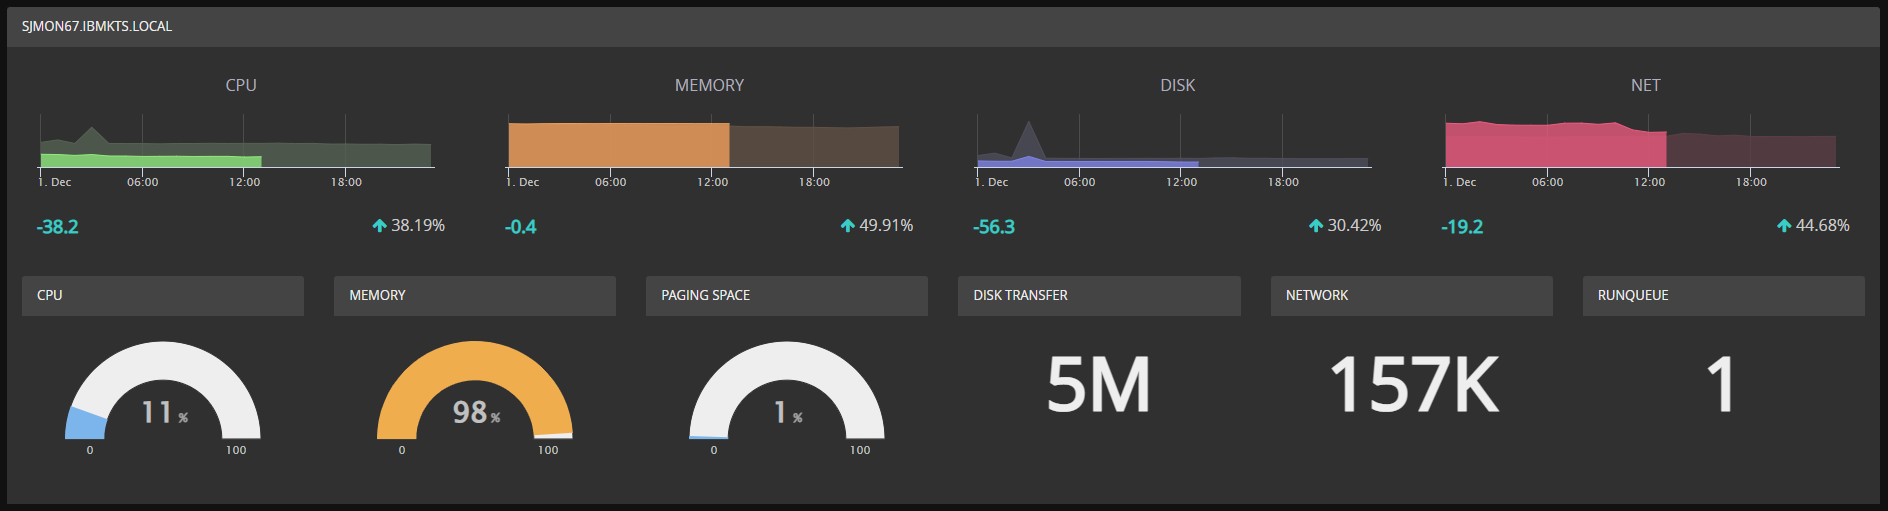 SJMON67.IBMKTS.LOCAL
CPU
MEMORY
DISK
NET
1. Dec 06:00 12:00 18:00
1. Dec 06:00 12:00 18:00
1. Dec 06:00 12:00 18:00
1. Dec 06:00 12:00 18:00
-38.2 38.19%
-0.4 49.91%
-56.3 30.42%
-19.2 44.68%
CPU
MEMORY
PAGING SPACE
DISK TRANSFER
NETWORK
RUNQUEUE
11 %
0 100
98 %
0 100
1 %
0 100
5M
157K
1